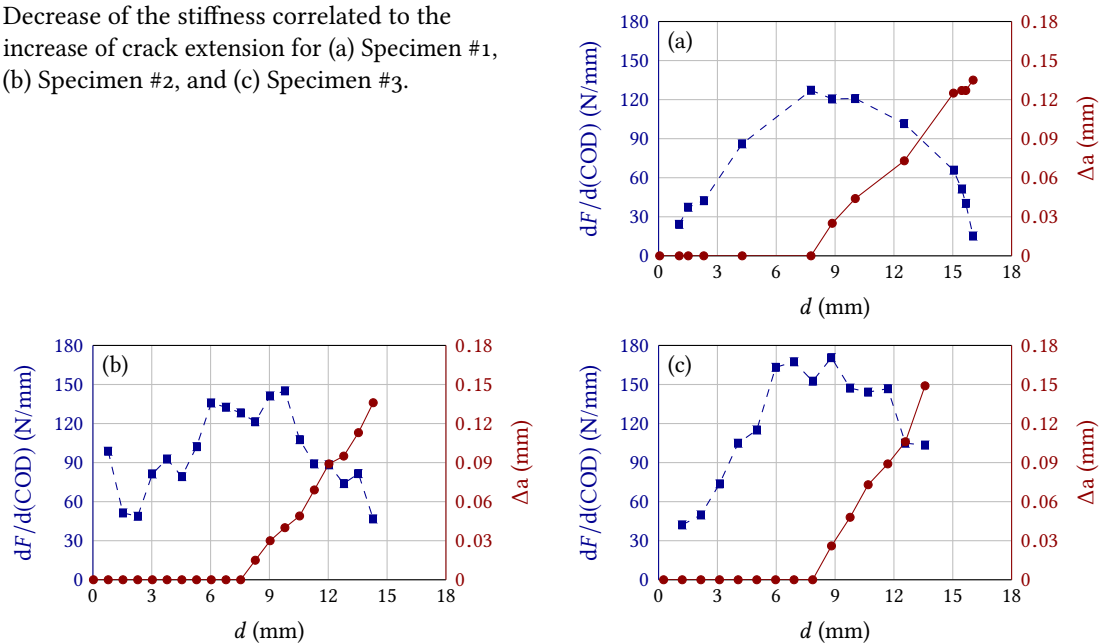 Decrease of the stiffness correlated to the
increase of crack extension for (a) Specimen #1,
(b) Specimen #2, and (c) Specimen #3.
(a)
dF/d(COD) (N/mm)
180
150
120
90
60
30
0
0.18
0.15
0.12
0.09
0.06
0.03
0
Δa (mm)
0 3 6 9 12 15 18
d (mm)
(b)
dF/d(COD) (N/mm)
180
150
120
90
60
30
0
0.18
0.15
0.12
0.09
0.06
0.03
0
Δa (mm)
0 3 6 9 12 15 18
d (mm)
(c)
dF/d(COD) (N/mm)
180
150
120
90
60
30
0
0.18
0.15
0.12
0.09
0.06
0.03
0
Δa (mm)
0 3 6 9 12 15 18
d (mm)